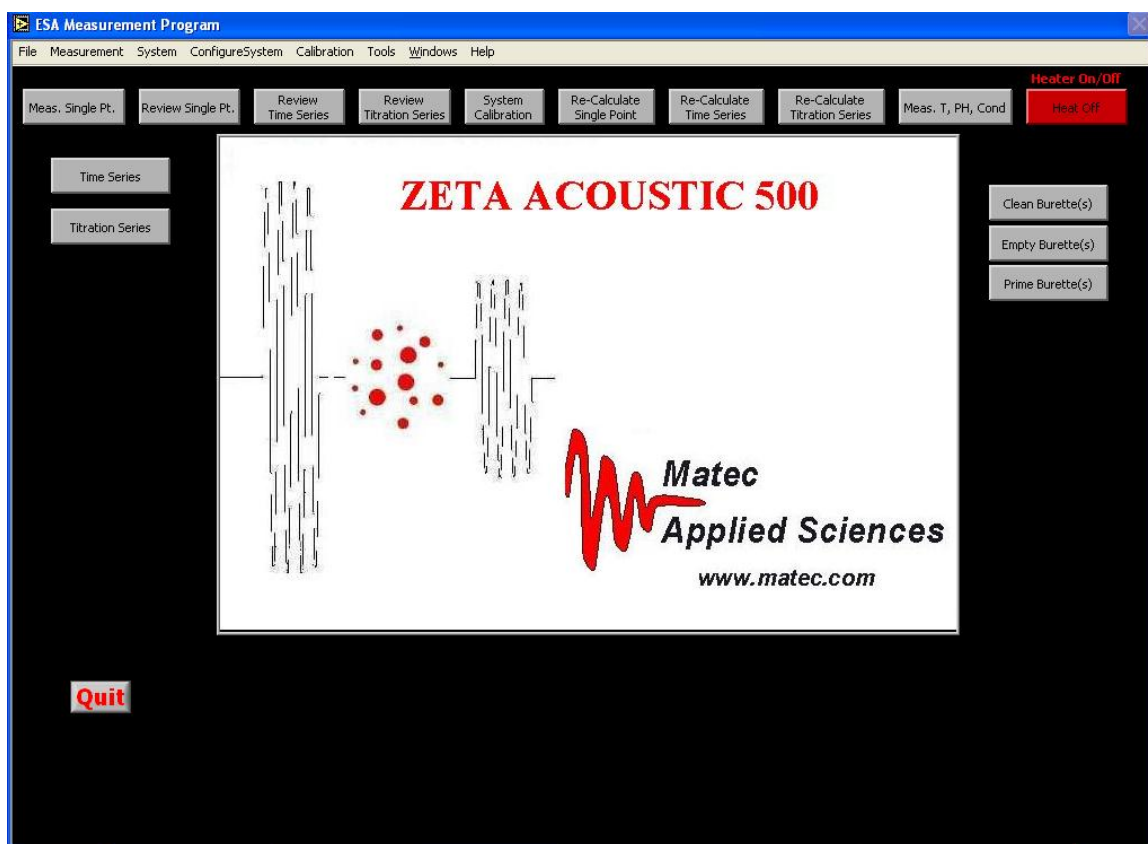 ESA Measurement Program
File Measurement System ConfigureSystem Calibration Tools Windows Help
Heater On/Off
Meas. Single Pt.
Review Single Pt.
Review
Time Series
Review
Titration Series
System
Calibration
Re-Calculate
Single Point
Re-Calculate
Time Series
Re-Calculate
Titration Series
Meas. T, PH, Cond
Heat Off
Time Series
Titration Series
ZETA ACOUSTIC 500
Clean Burette(s)
Empty Burette(s)
Prime Burette(s)
Matec
Applied Sciences
www.matec.com
Quit